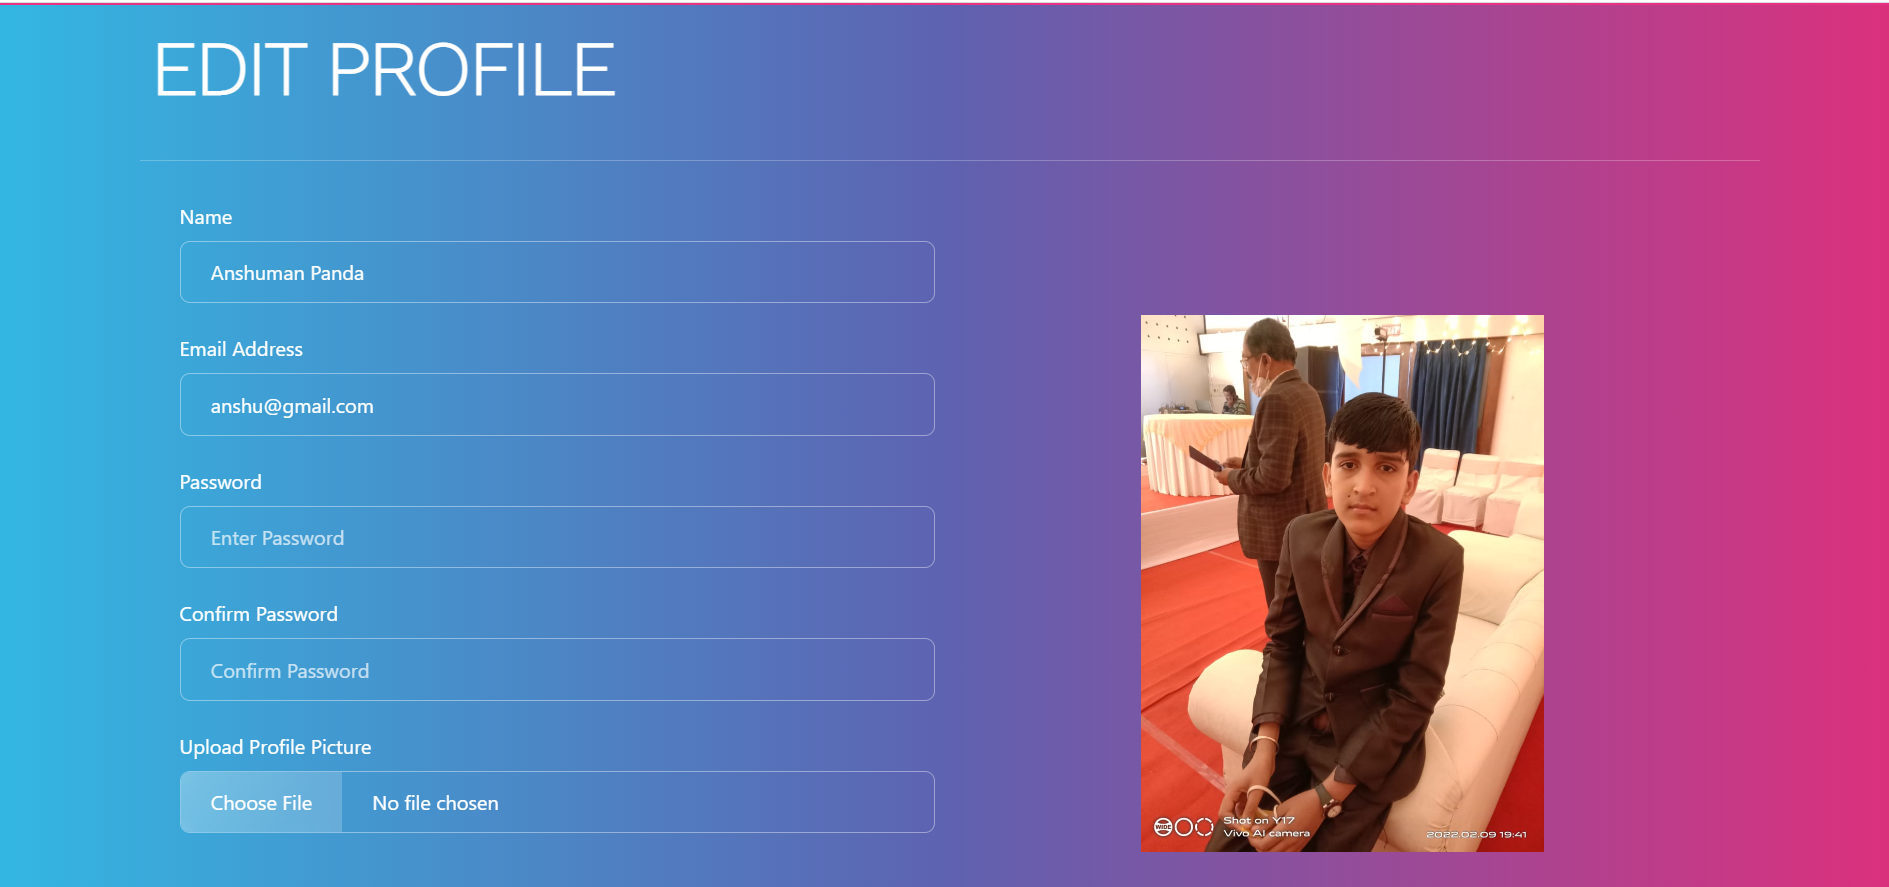 EDIT PROFILE
Name
Anshuman Panda
Email Address
anshu@gmail.com
Password
Enter Password
Confirm Password
Confirm Password
Upload Profile Picture
Choose File No file chosen
WIDE
Shot on Y17
Vivo AI camera
2022.02.09 19:41